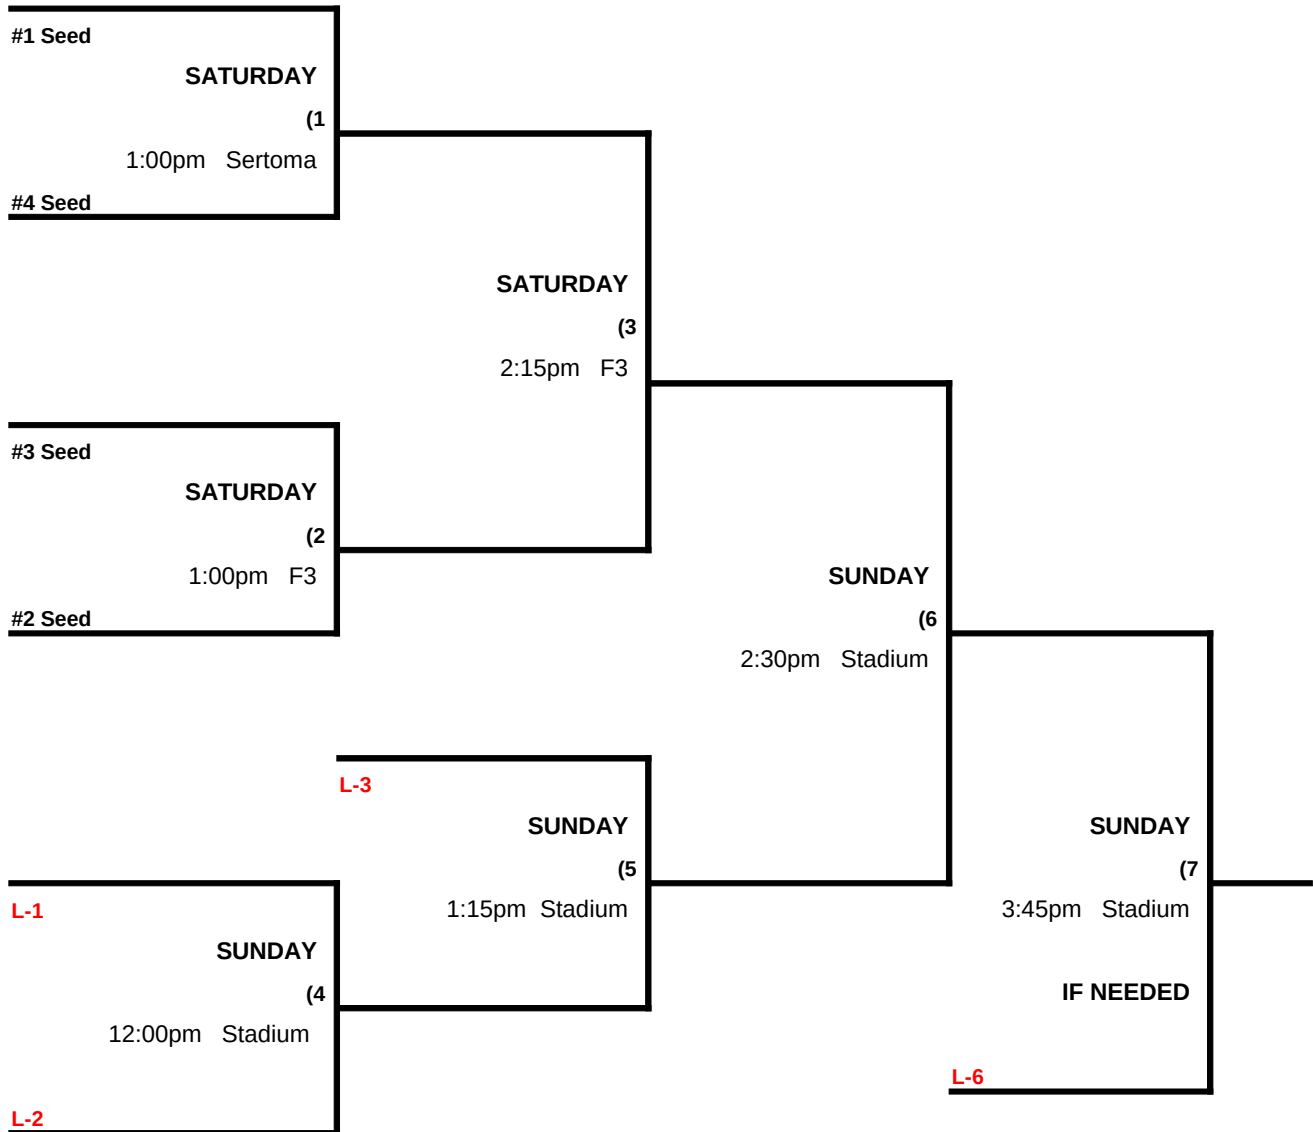 #1 Seed
SATURDAY
(1
1:00pm Sertoma
#4 Seed
SATURDAY
(3
2:15pm F3
#3 Seed
SATURDAY
(2
1:00pm F3
#2 Seed
SUNDAY
(6
2:30pm Stadium
L-3
SUNDAY
(5
1:15pm Stadium
SUNDAY
(7
3:45pm Stadium
IF NEEDED
L-6
L-1
SUNDAY
(4
12:00pm Stadium
L-2